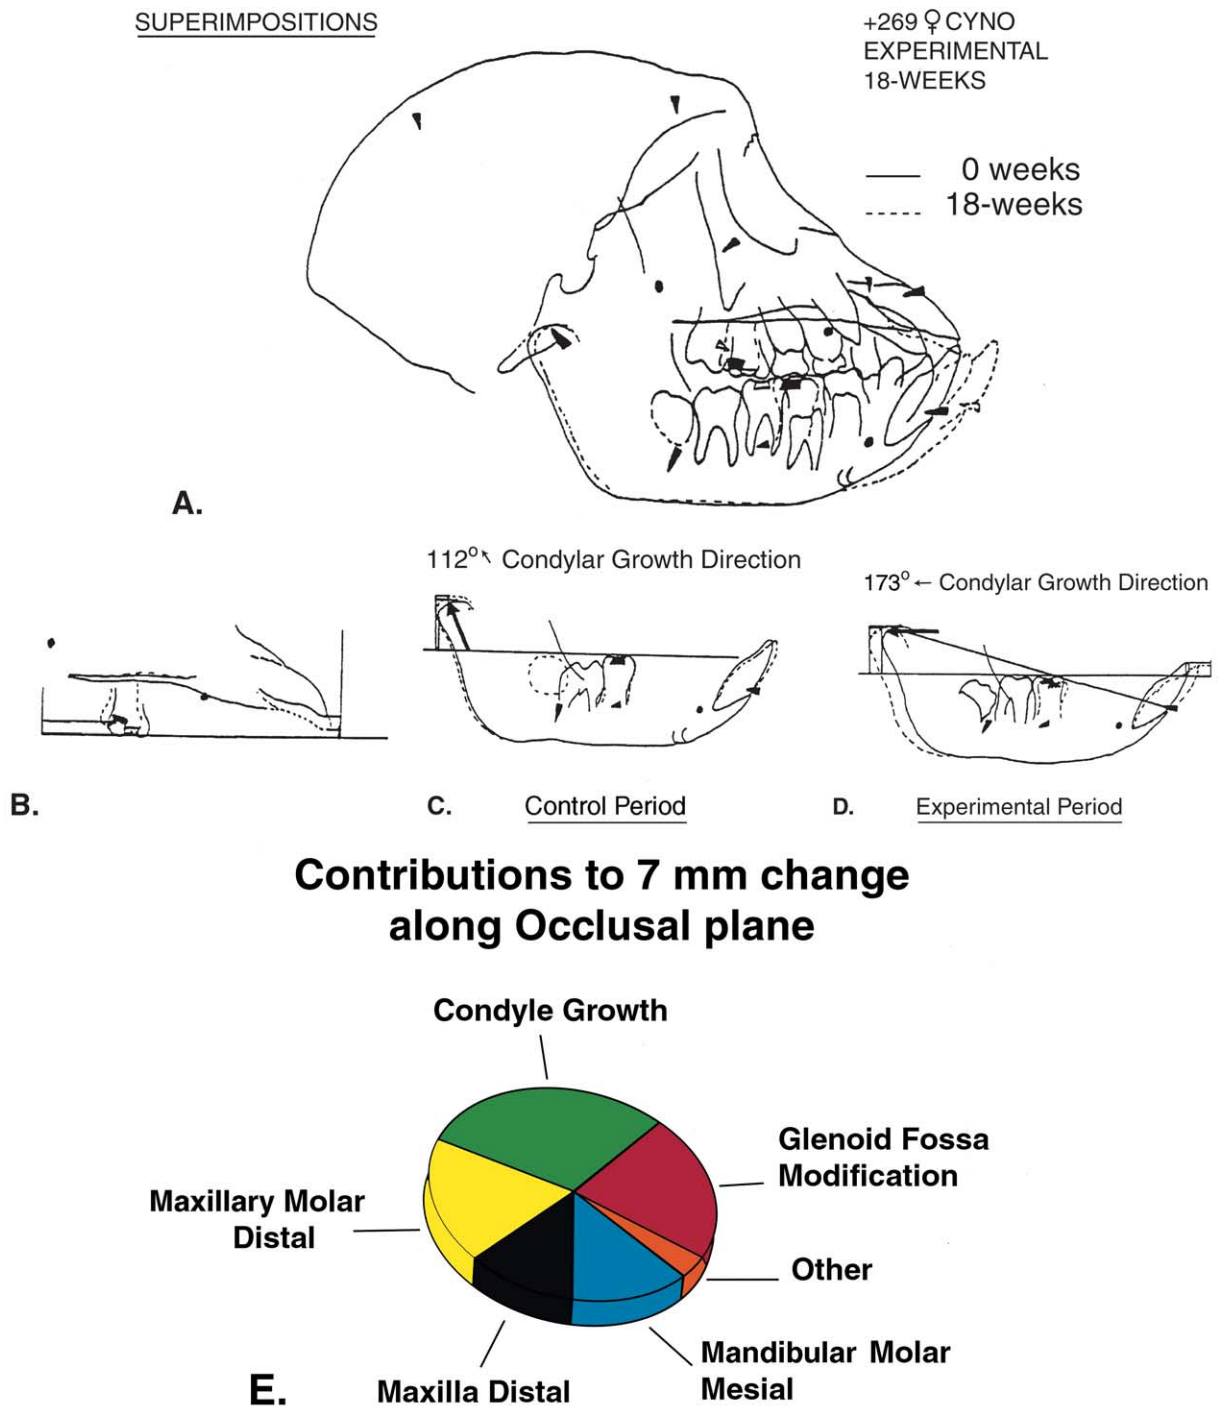 SUPERIMPOSITIONS
+269 ♀ CYNO
EXPERIMENTAL
18-WEEKS
0 weeks
18-weeks
A.
112° ↖ Condylar Growth Direction
173° ← Condylar Growth Direction
B.
C. Control Period
D. Experimental Period
Contributions to 7 mm change
along Occlusal plane
Condyle Growth
Glenoid Fossa
Modification
Maxillary Molar
Distal
Other
Mandibular Molar
Mesial
Maxilla Distal
E.